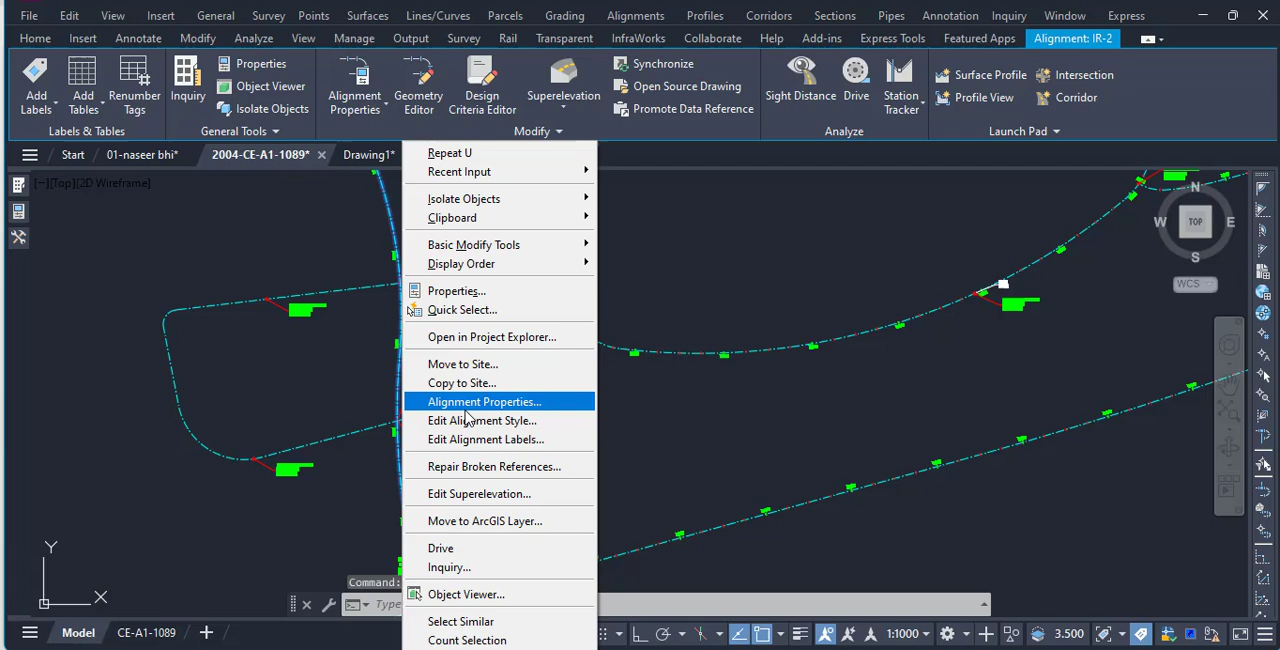 File Edit View Insert General Survey Points Surfaces Lines/Curves Parcels Grading Alignments Profiles Corridors Sections Pipes Annotation Inquiry Window Express
Home Insert Annotate Modify Analyze View Manage Output Survey Rail Transparent InfraWorks Collaborate Help Add-ins Express Tools Featured Apps Alignment: IR-2
Add Labels
Add Tables
Renumber Tags
Labels & Tables
Inquiry
Properties
Object Viewer
Isolate Objects
General Tools
Alignment Properties
Geometry Editor
Design Criteria Editor
Superelevation
Synchronize
Open Source Drawing
Promote Data Reference
Modify
Sight Distance
Drive
Station Tracker
Analyze
Surface Profile
Profile View
Intersection
Corridor
Launch Pad
Start 01-naseer bhi* 2004-CE-A1-1089* Drawing1*
[−][Top][2D Wireframe]
Repeat U
Recent Input
Isolate Objects
Clipboard
Basic Modify Tools
Display Order
Properties...
Quick Select...
Open in Project Explorer...
Move to Site...
Copy to Site...
Alignment Properties...
Edit Alignment Style...
Edit Alignment Labels...
Repair Broken References...
Edit Superelevation...
Move to ArcGIS Layer...
Drive
Inquiry...
Object Viewer...
Select Similar
Count Selection
N
W TOP E
S
WCS
Y
X
Command:
Type
Model CE-A1-1089
1:1000
3.500